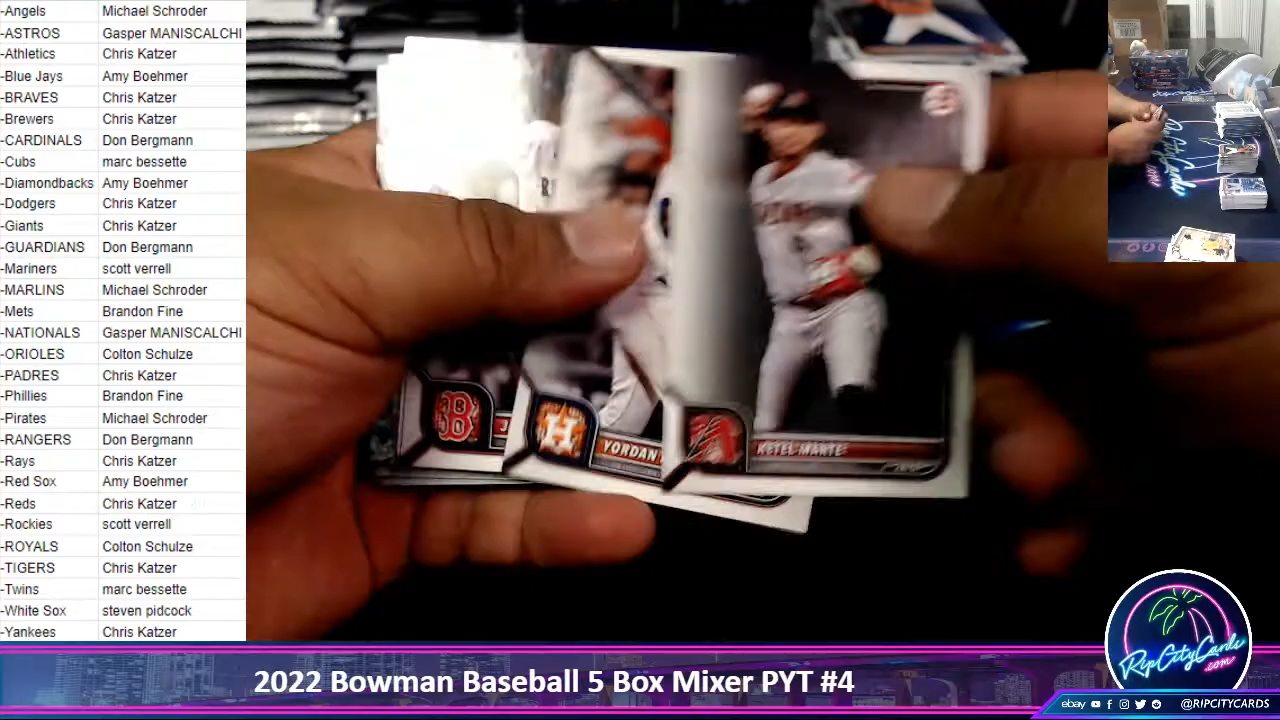 -Angels Michael Schroder
-ASTROS Gasper MANISCALCHI
-Athletics Chris Katzer
-Blue Jays Amy Boehmer
-BRAVES Chris Katzer
-Brewers Chris Katzer
-CARDINALS Don Bergmann
-Cubs marc bessette
-Diamondbacks Amy Boehmer
-Dodgers Chris Katzer
-Giants Chris Katzer
-GUARDIANS Don Bergmann
-Mariners scott verrell
-MARLINS Michael Schroder
-Mets Brandon Fine
-NATIONALS Gasper MANISCALCHI
-ORIOLES Colton Schulze
-PADRES Chris Katzer
-Phillies Brandon Fine
-Pirates Michael Schroder
-RANGERS Don Bergmann
-Rays Chris Katzer
-Red Sox Amy Boehmer
-Reds Chris Katzer
-Rockies scott verrell
-ROYALS Colton Schulze
-TIGERS Chris Katzer
-Twins marc bessette
-White Sox steven pidcock
-Yankees Chris Katzer
H
YORDAN
KETEL MARTE
RipCityCards
.com
2022 Bowman Baseball 5 Box Mixer PYT #4
ebay @RIPCITYCARDS